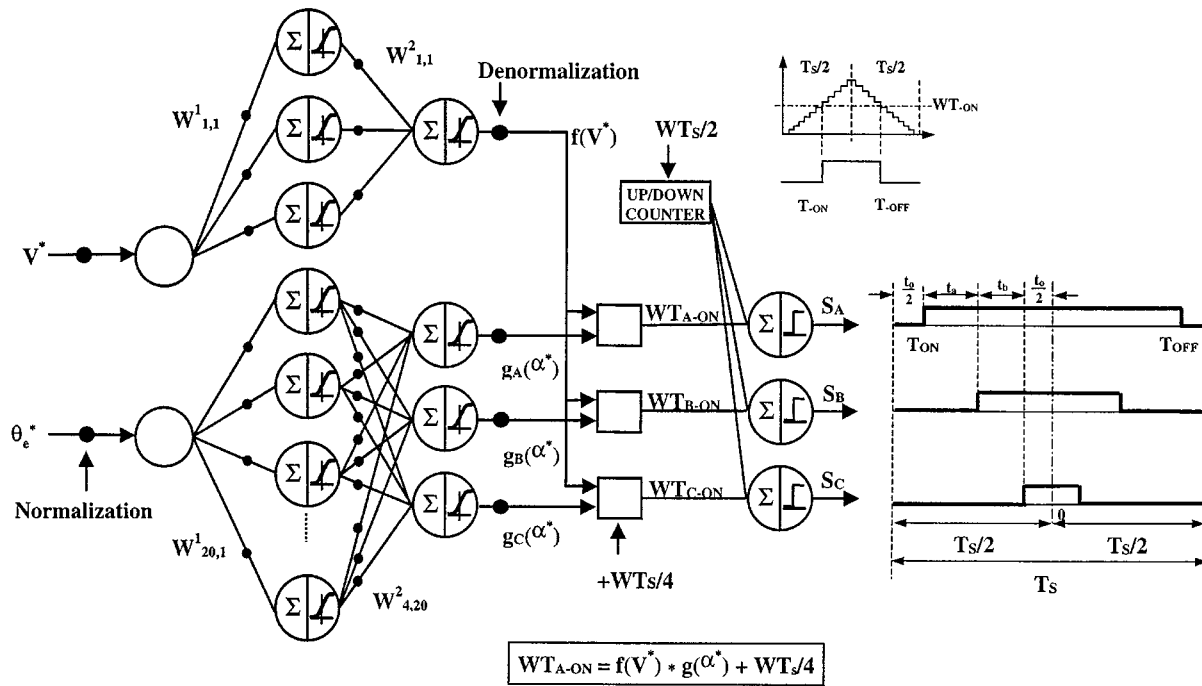 Σ
W²₁,₁
Denormalization
W¹₁,₁
Σ
Σ
f(V*)
WTS/2
UP/DOWN
COUNTER
TS/2 TS/2
WT-ON
T-ON T-OFF
Σ
V*
Σ
Σ
gA(α*)
WTA-ON
Σ
SA
to/2 ta tb to/2
TON TOFF
Σ
Σ
gB(α*)
WTB-ON
Σ
SB
θe*
Normalization
Σ
Σ
gC(α*)
WTC-ON
Σ
SC
0
TS/2 TS/2
TS
W¹₂₀,₁
Σ
W²₄,₂₀
+WTS/4
WTA-ON = f(V*) * g(α*) + WTs/4